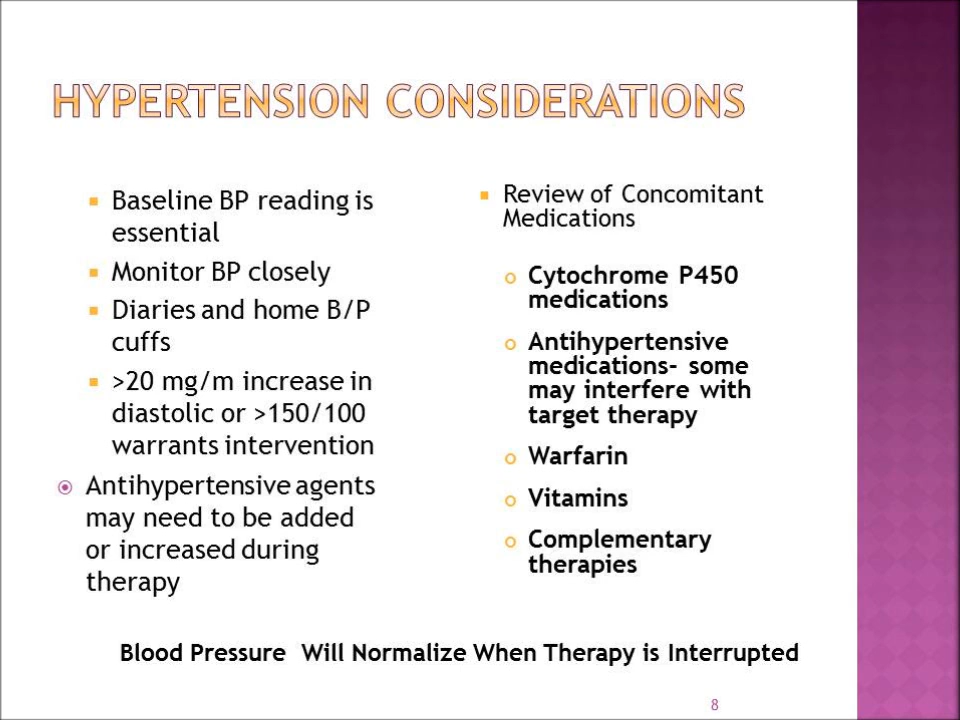 HYPERTENSION CONSIDERATIONS
Baseline BP reading is
essential
Monitor BP closely
Diaries and home B/P
cuffs
>20 mg/m increase in
diastolic or >150/100
warrants intervention
Antihypertensive agents
may need to be added
or increased during
therapy
Review of Concomitant
Medications
Cytochrome P450
medications
Antihypertensive
medications- some
may interfere with
target therapy
Warfarin
Vitamins
Complementary
therapies
Blood Pressure Will Normalize When Therapy is Interrupted
8